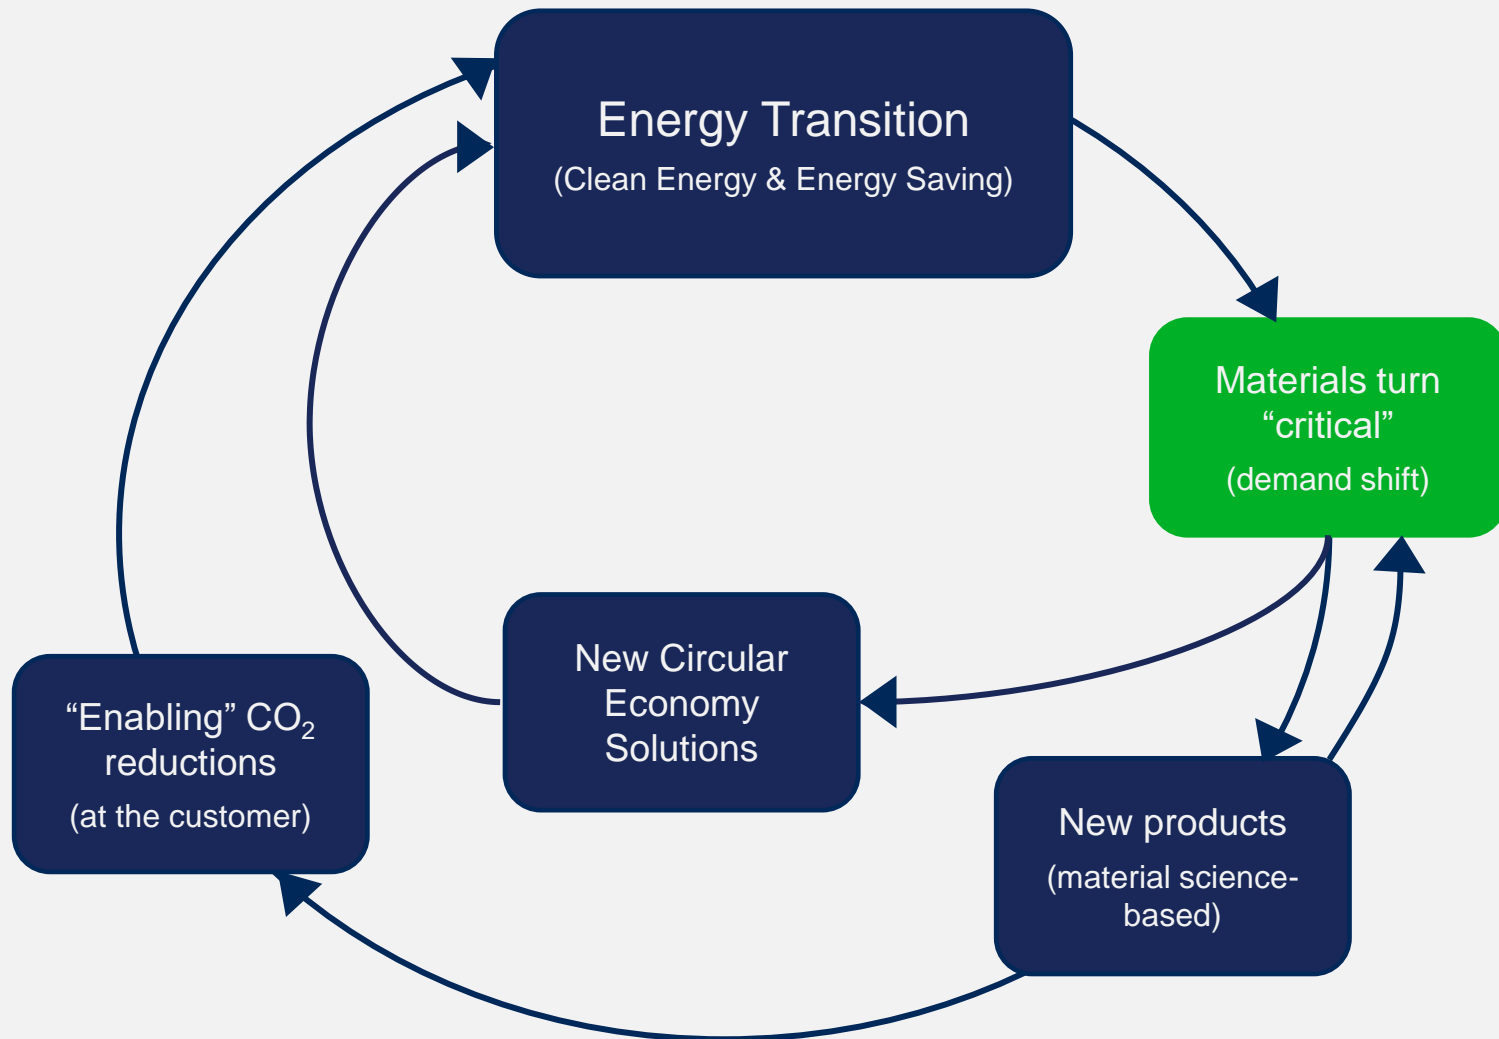 Energy Transition
(Clean Energy & Energy Saving)
Materials turn
“critical”
(demand shift)
New Circular
Economy
Solutions
“Enabling” CO₂
reductions
(at the customer)
New products
(material science-
based)